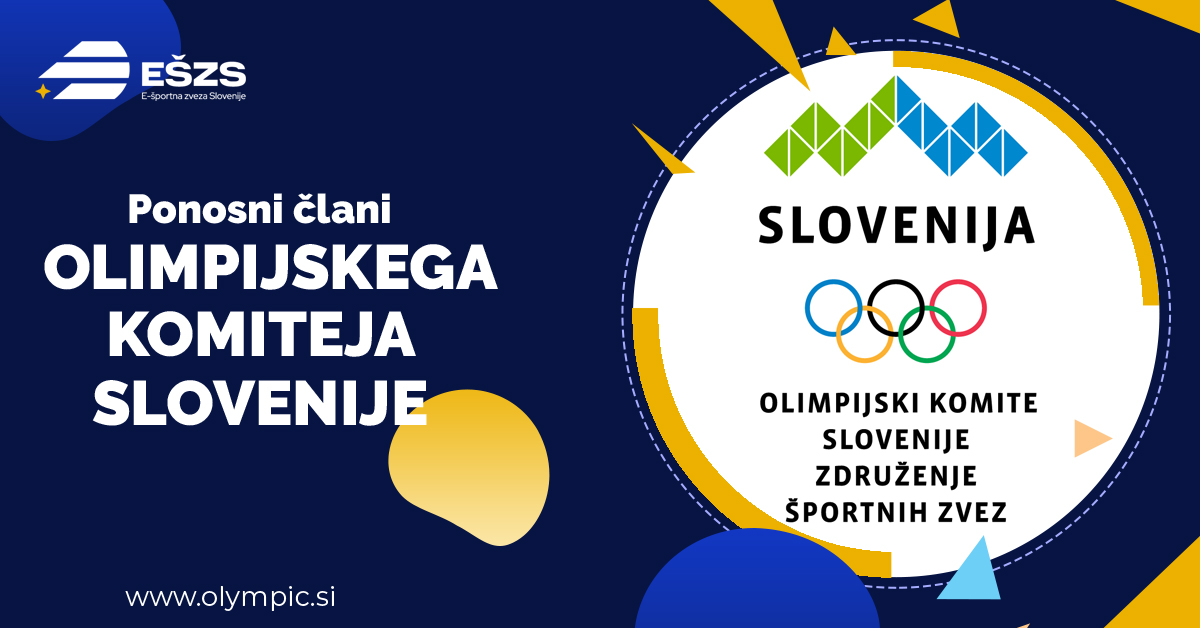 EŠZS
E-športna zveza Slovenije
Ponosni člani
OLIMPIJSKEGA
KOMITEJA
SLOVENIJE
www.olympic.si
SLOVENIJA
OLIMPIJSKI KOMITE
SLOVENIJE
ZDRUŽENJE
ŠPORTNIH ZVEZ